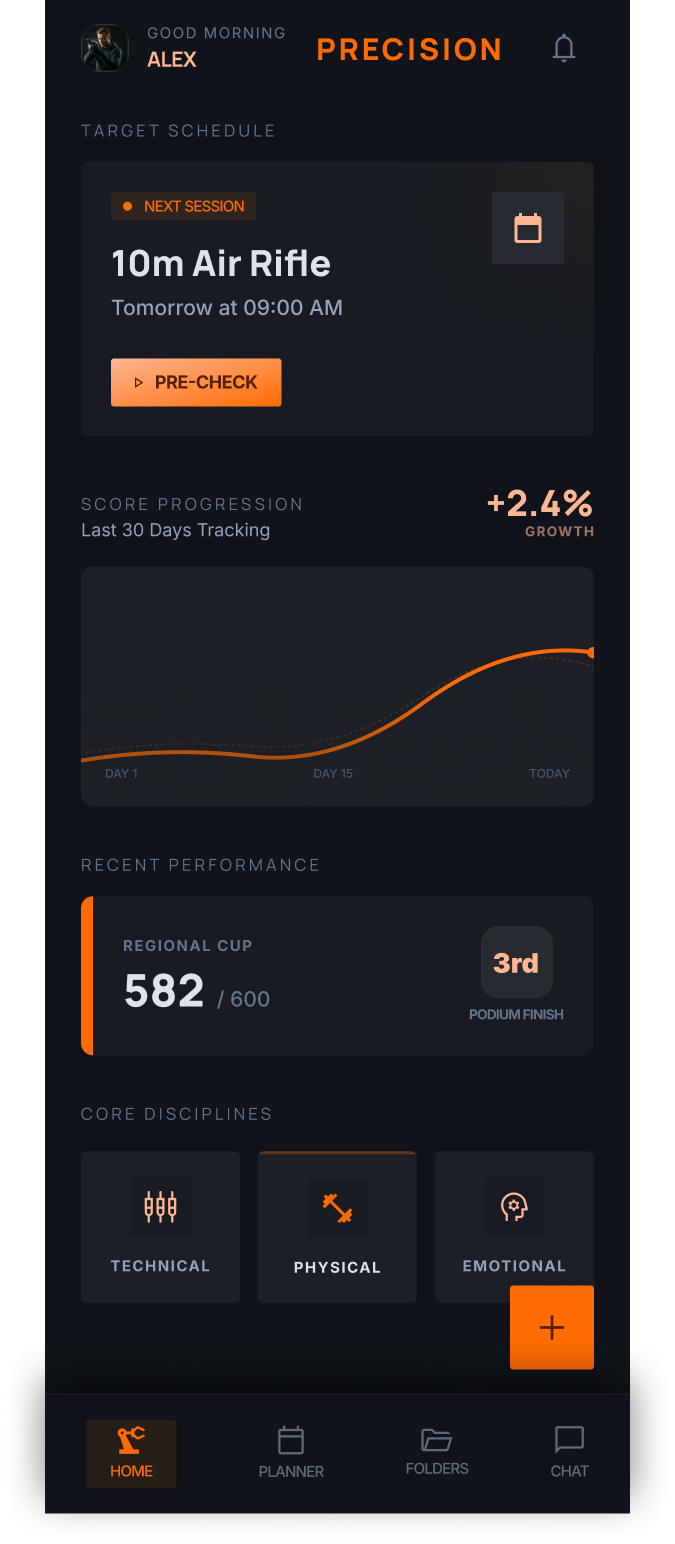 GOOD MORNING
ALEX
PRECISION
TARGET SCHEDULE
NEXT SESSION
10m Air Rifle
Tomorrow at 09:00 AM
PRE-CHECK
SCORE PROGRESSION
Last 30 Days Tracking
+2.4%
GROWTH
DAY 1
DAY 15
TODAY
RECENT PERFORMANCE
REGIONAL CUP
582 / 600
3rd
PODIUM FINISH
CORE DISCIPLINES
TECHNICAL
PHYSICAL
EMOTIONAL
HOME
PLANNER
FOLDERS
CHAT